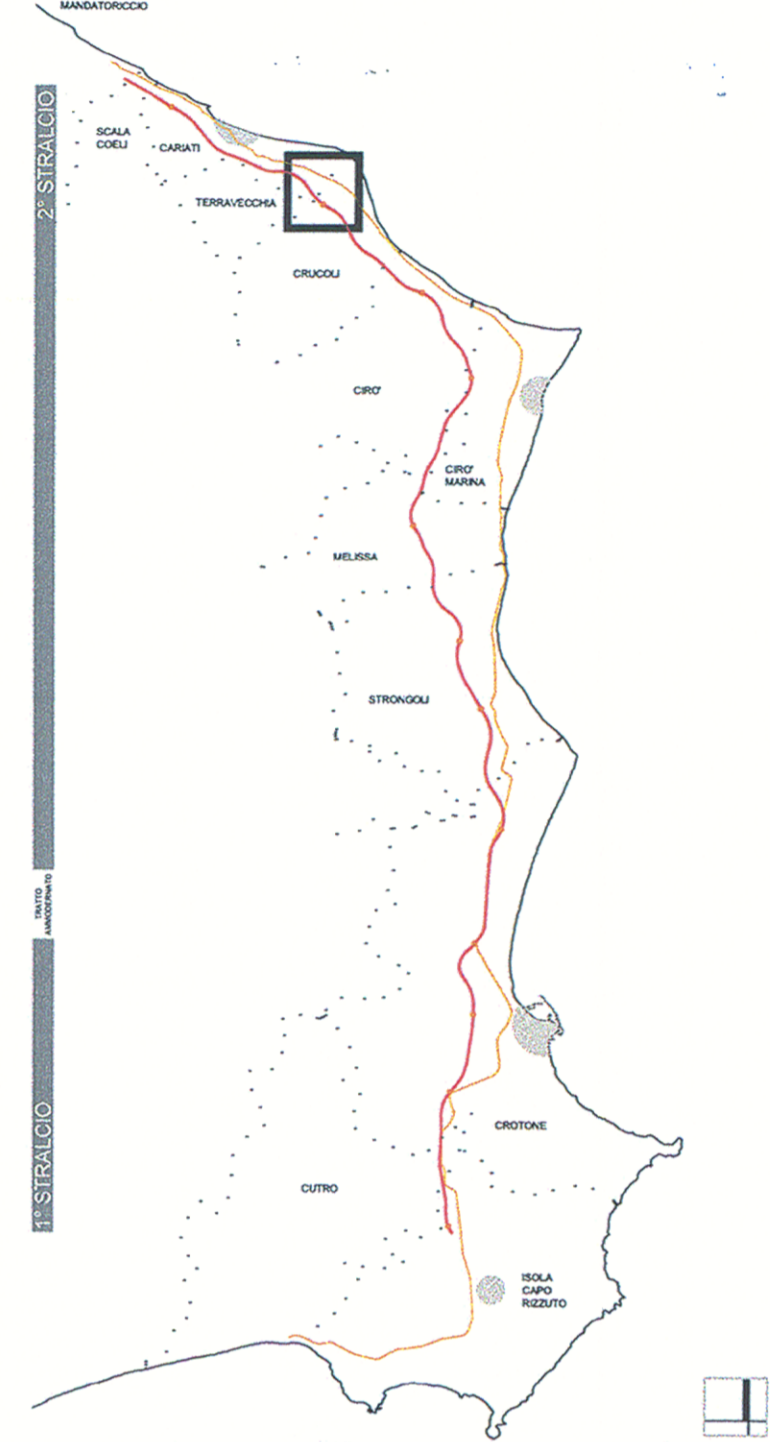 MANDATORICCIO
2° STRALCIO
SCALA
COELI
CARIATI
TERRAVECCHIA
CRUCOLI
CIRO'
CIRO'
MARINA
MELISSA
STRONGOLI
TRATTO
AMMODERNATO
1° STRALCIO
CROTONE
CUTRO
ISOLA
CAPO
RIZZUTO